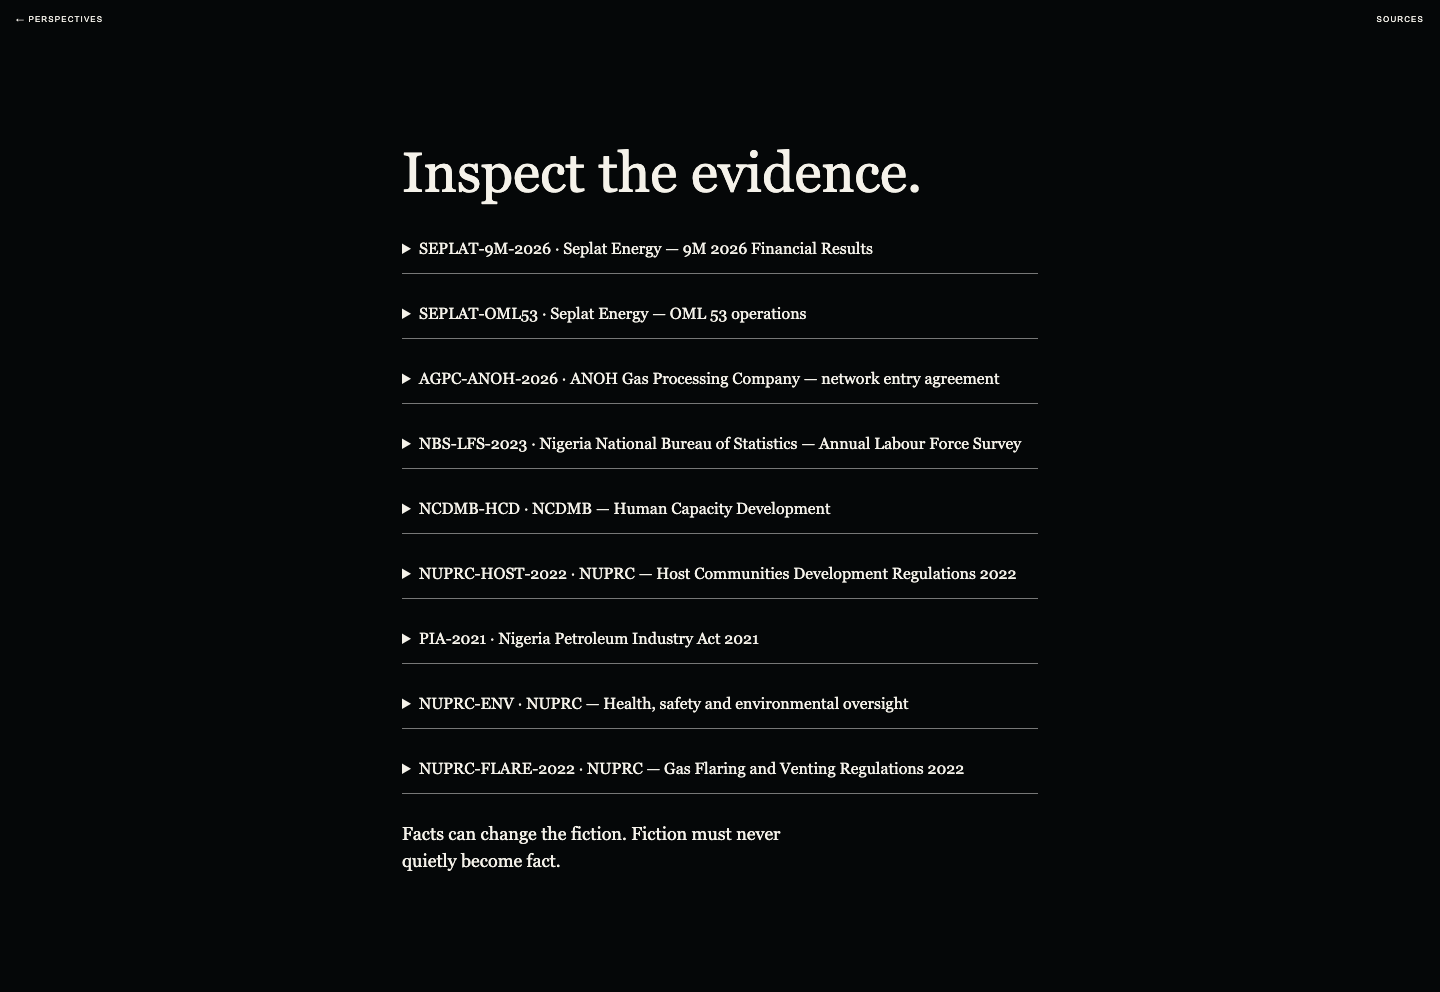 ← PERSPECTIVES
SOURCES
Inspect the evidence.
▶ SEPLAT-9M-2026 · Seplat Energy — 9M 2026 Financial Results
▶ SEPLAT-OML53 · Seplat Energy — OML 53 operations
▶ AGPC-ANOH-2026 · ANOH Gas Processing Company — network entry agreement
▶ NBS-LFS-2023 · Nigeria National Bureau of Statistics — Annual Labour Force Survey
▶ NCDMB-HCD · NCDMB — Human Capacity Development
▶ NUPRC-HOST-2022 · NUPRC — Host Communities Development Regulations 2022
▶ PIA-2021 · Nigeria Petroleum Industry Act 2021
▶ NUPRC-ENV · NUPRC — Health, safety and environmental oversight
▶ NUPRC-FLARE-2022 · NUPRC — Gas Flaring and Venting Regulations 2022
Facts can change the fiction. Fiction must never
quietly become fact.